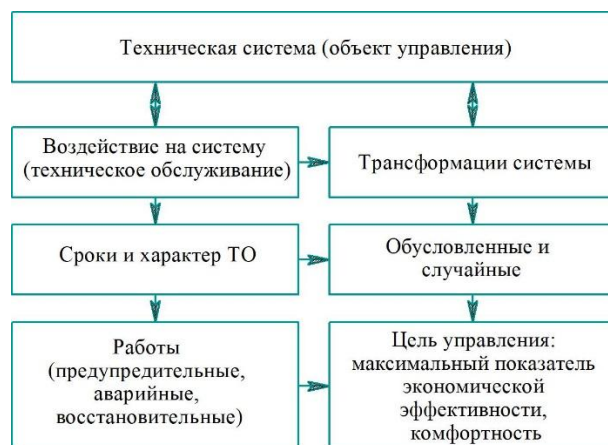 Техническая система (объект управления)
Воздействие на систему
(техническое обслуживание)
Трансформации системы
Сроки и характер ТО
Обусловленные и
случайные
Работы
(предупредительные,
аварийные,
восстановительные)
Цель управления:
максимальный показатель
экономической
эффективности,
комфортность